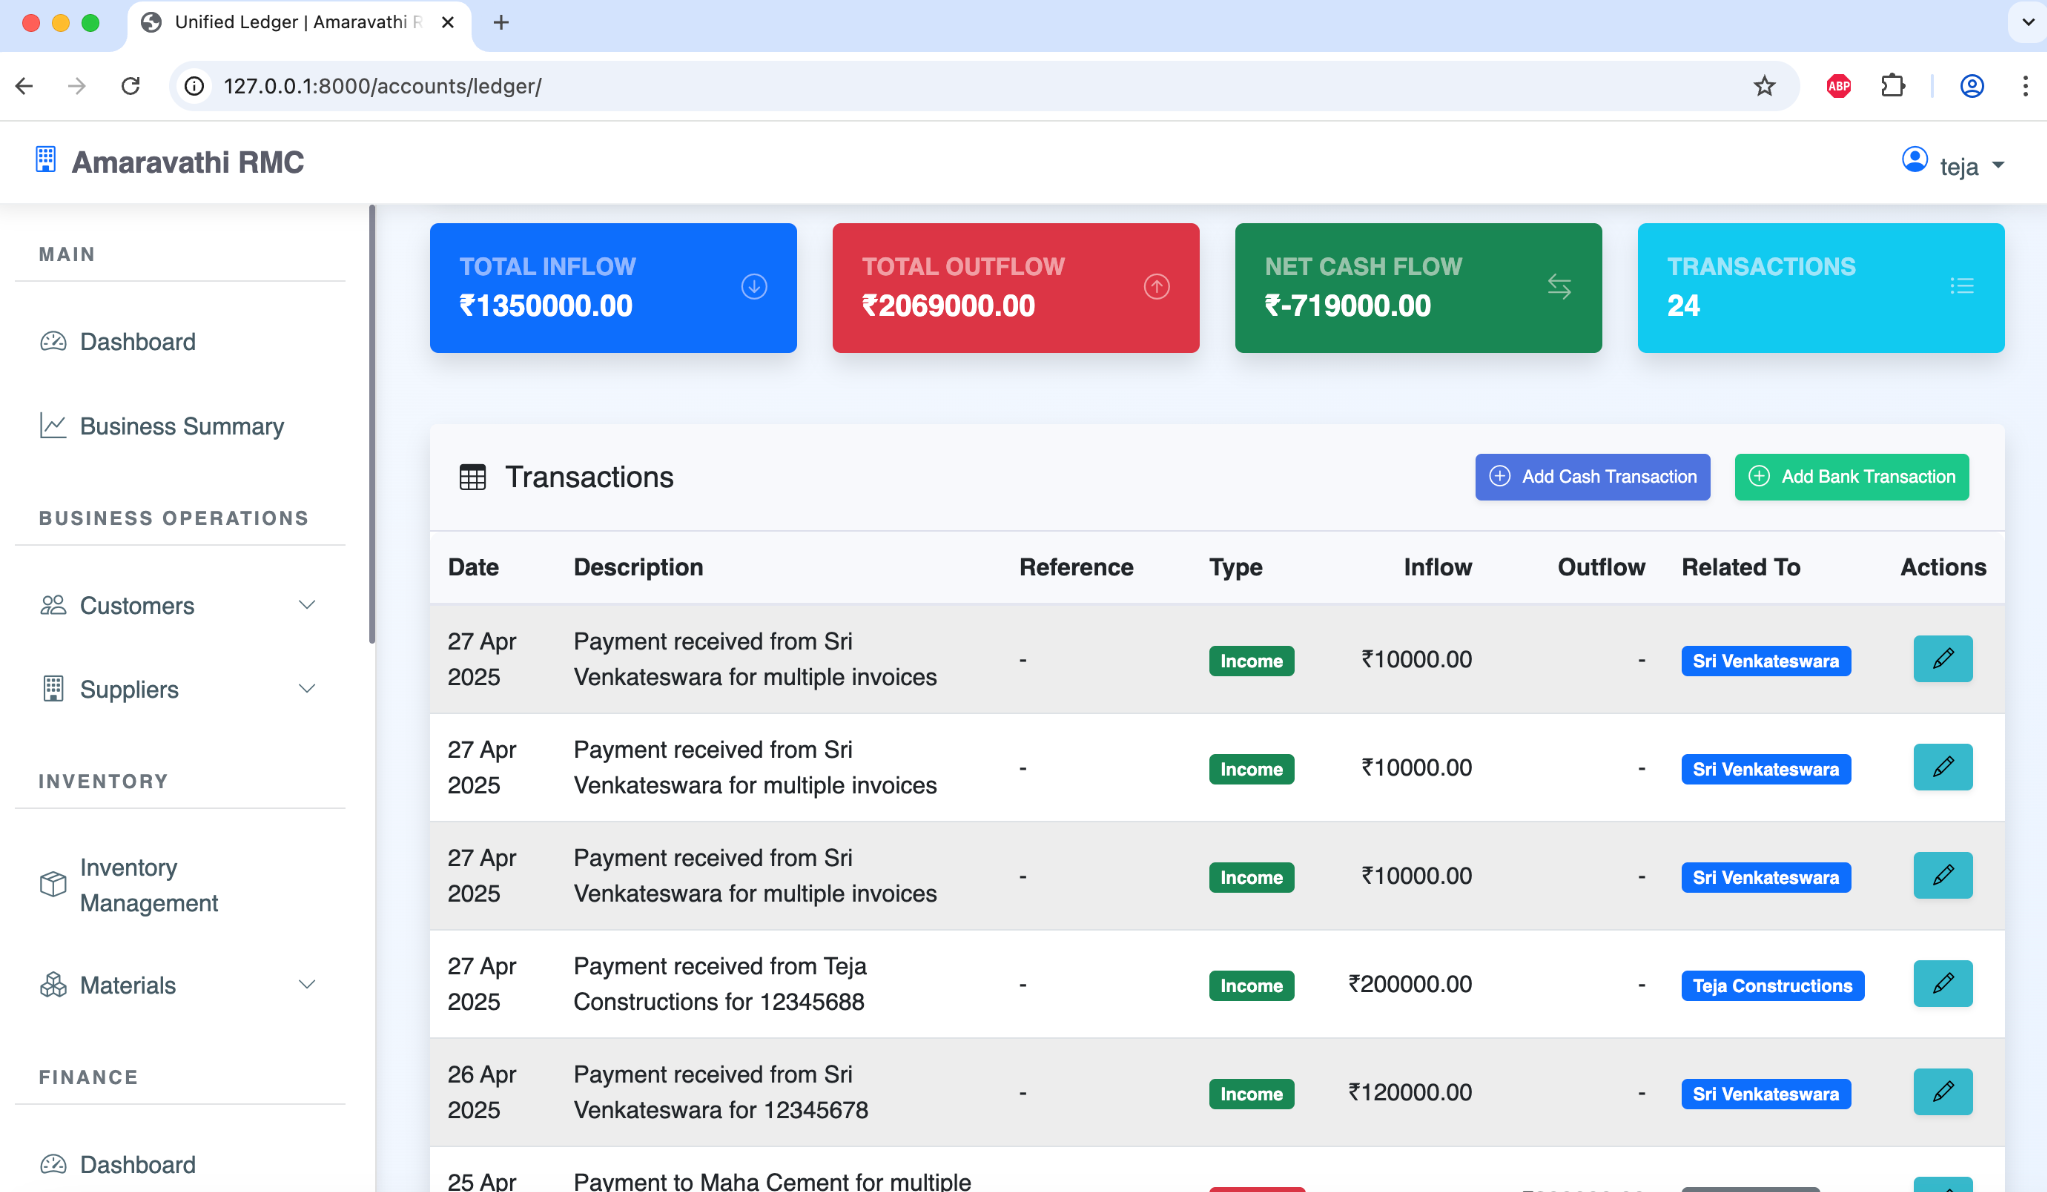 Unified Ledger | Amaravathi R
127.0.0.1:8000/accounts/ledger/
ABP
Amaravathi RMC
teja
MAIN
Dashboard
Business Summary
BUSINESS OPERATIONS
Customers
Suppliers
INVENTORY
Inventory
Management
Materials
FINANCE
Dashboard
TOTAL INFLOW
₹1350000.00
TOTAL OUTFLOW
₹2069000.00
NET CASH FLOW
₹-719000.00
TRANSACTIONS
24
Transactions
Add Cash Transaction
Add Bank Transaction
Date Description Reference Type Inflow Outflow Related To Actions
27 Apr
2025
Payment received from Sri
Venkateswara for multiple invoices
- Income ₹10000.00 - Sri Venkateswara
27 Apr
2025
Payment received from Sri
Venkateswara for multiple invoices
- Income ₹10000.00 - Sri Venkateswara
27 Apr
2025
Payment received from Sri
Venkateswara for multiple invoices
- Income ₹10000.00 - Sri Venkateswara
27 Apr
2025
Payment received from Teja
Constructions for 12345688
- Income ₹200000.00 - Teja Constructions
26 Apr
2025
Payment received from Sri
Venkateswara for 12345678
- Income ₹120000.00 - Sri Venkateswara
25 Apr
Payment to Maha Cement for multiple